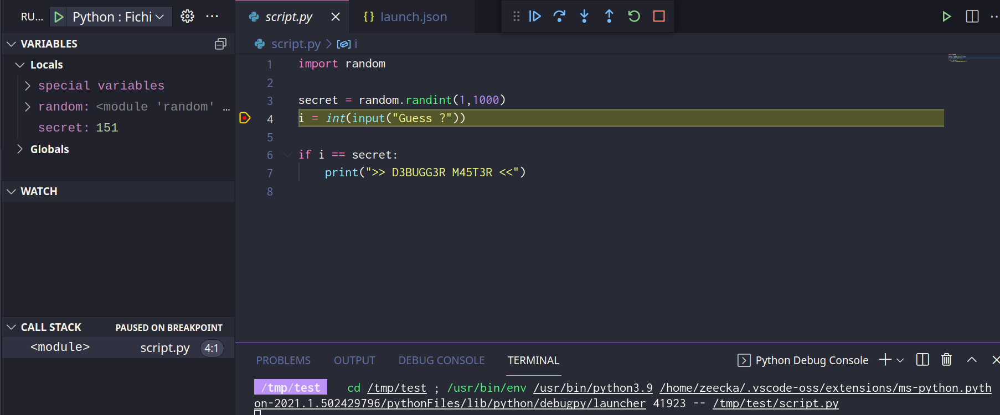 RU... Python : Fichi ...
script.py launch.json
VARIABLES
Locals
special variables
random: <module 'random' ...
secret: 151
Globals
WATCH
CALL STACK PAUSED ON BREAKPOINT
<module> script.py 4:1
script.py > i
1 import random
2
3 secret = random.randint(1,1000)
4 i = int(input("Guess ?"))
5
6 if i == secret:
7 print(">> D3BUGG3R M45T3R <<")
8
PROBLEMS OUTPUT DEBUG CONSOLE TERMINAL Python Debug Console
/tmp/test cd /tmp/test ; /usr/bin/env /usr/bin/python3.9 /home/zeecka/.vscode-oss/extensions/ms-python.pyth
on-2021.1.502429796/pythonFiles/lib/python/debugpy/launcher 41923 -- /tmp/test/script.py